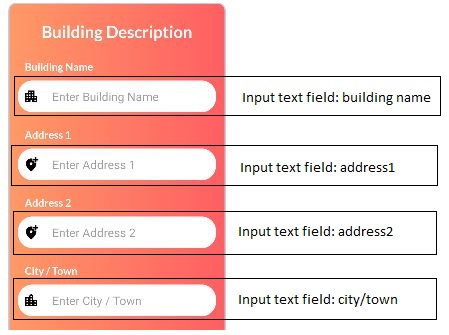 Building Description
Building Name
Enter Building Name
Input text field: building name
Address 1
Enter Address 1
Input text field: address1
Address 2
Enter Address 2
Input text field: address2
City / Town
Enter City / Town
Input text field: city/town